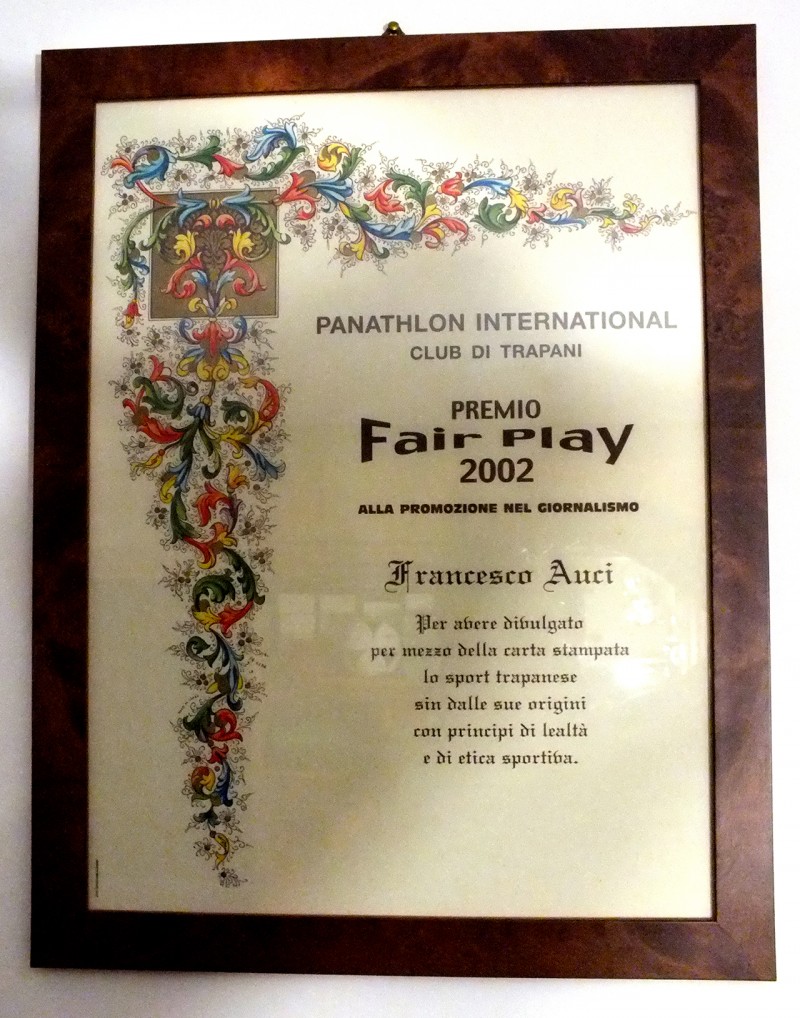 PANATHLON INTERNATIONAL
CLUB DI TRAPANI
PREMIO
Fair Play
2002
ALLA PROMOZIONE NEL GIORNALISMO
Francesco Auci
Per avere divulgato
per mezzo della carta stampata
lo sport trapanese
sin dalle sue origini
con principi di lealtà
e di etica sportiva.